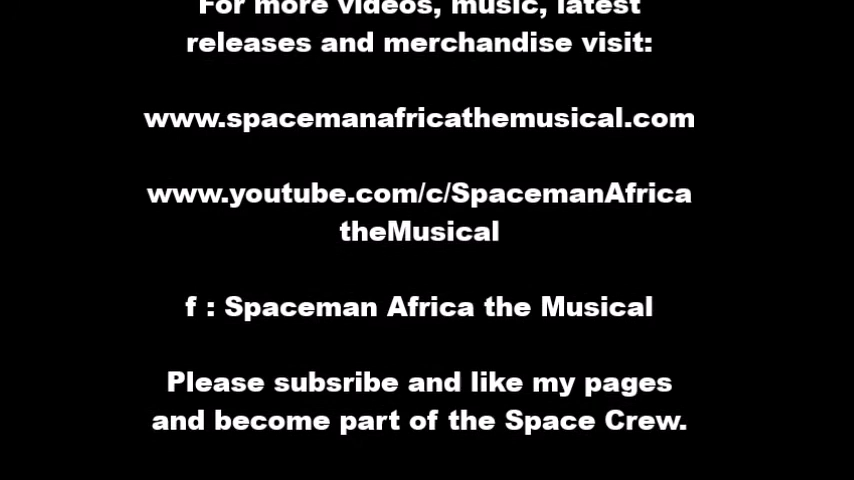 For more videos, music, latest
releases and merchandise visit:
www.spacemanafricathemusical.com
www.youtube.com/c/SpacemanAfrica
theMusical
f : Spaceman Africa the Musical
Please subsribe and like my pages
and become part of the Space Crew.